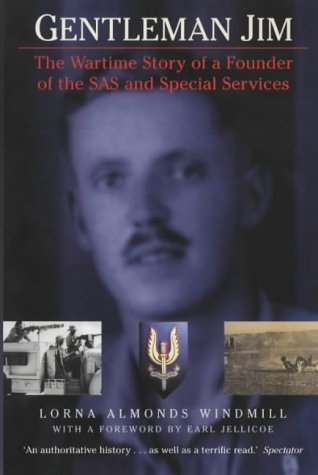 GENTLEMAN JIM
The Wartime Story of a Founder
of the SAS and Special Services
LORNA ALMONDS WINDMILL
WITH A FOREWORD BY EARL JELLICOE
'An authoritative history . . . as well as a terrific read.' Spectator